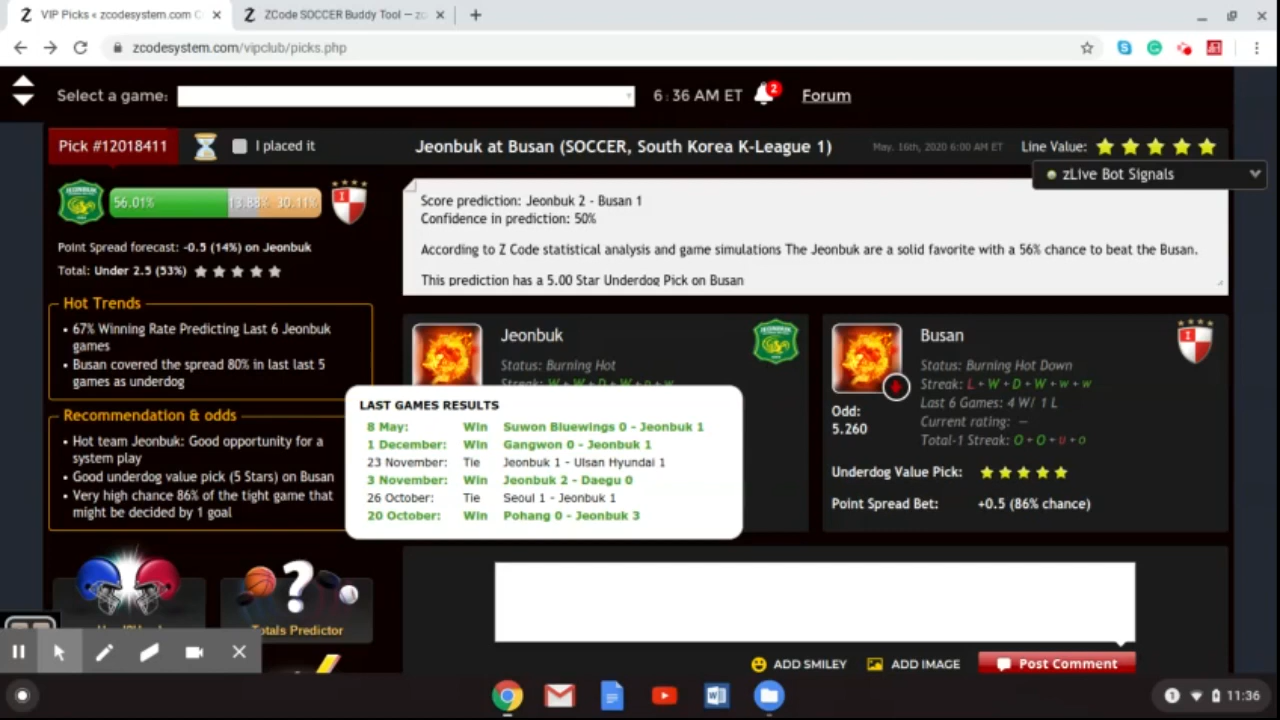 VIP Picks « zcodesystem.com
ZCode SOCCER Buddy Tool —
zcodesystem.com/vipclub/picks.php
Select a game:
6:36 AM ET
2
Forum
Pick #12018411
I placed it
Jeonbuk at Busan (SOCCER, South Korea K-League 1)
May. 16th, 2020 6:00 AM ET
Line Value:
zLive Bot Signals
56.01%
13.88%
30.11%
Point Spread forecast: -0.5 (14%) on Jeonbuk
Total: Under 2.5 (53%)
Score prediction: Jeonbuk 2 - Busan 1
Confidence in prediction: 50%
According to Z Code statistical analysis and game simulations The Jeonbuk are a solid favorite with a 56% chance to beat the Busan.
This prediction has a 5.00 Star Underdog Pick on Busan
Hot Trends
• 67% Winning Rate Predicting Last 6 Jeonbuk
games
• Busan covered the spread 80% in last last 5
games as underdog
Recommendation & odds
• Hot team Jeonbuk: Good opportunity for a
system play
• Good underdog value pick (5 Stars) on Busan
• Very high chance 86% of the tight game that
might be decided by 1 goal
Jeonbuk
Status: Burning Hot
LAST GAMES RESULTS
8 May: Win Suwon Bluewings 0 - Jeonbuk 1
1 December: Win Gangwon 0 - Jeonbuk 1
23 November: Tie Jeonbuk 1 - Ulsan Hyundai 1
3 November: Win Jeonbuk 2 - Daegu 0
26 October: Tie Seoul 1 - Jeonbuk 1
20 October: Win Pohang 0 - Jeonbuk 3
Busan
Status: Burning Hot Down
Streak: L + W + D + W + W + W
Last 6 Games: 4 W/ 1 L
Current rating: —
Total-1 Streak: O + O + U + O
Odd:
5.260
Underdog Value Pick:
Point Spread Bet: +0.5 (86% chance)
Totals Predictor
ADD SMILEY
ADD IMAGE
Post Comment
1
11:36